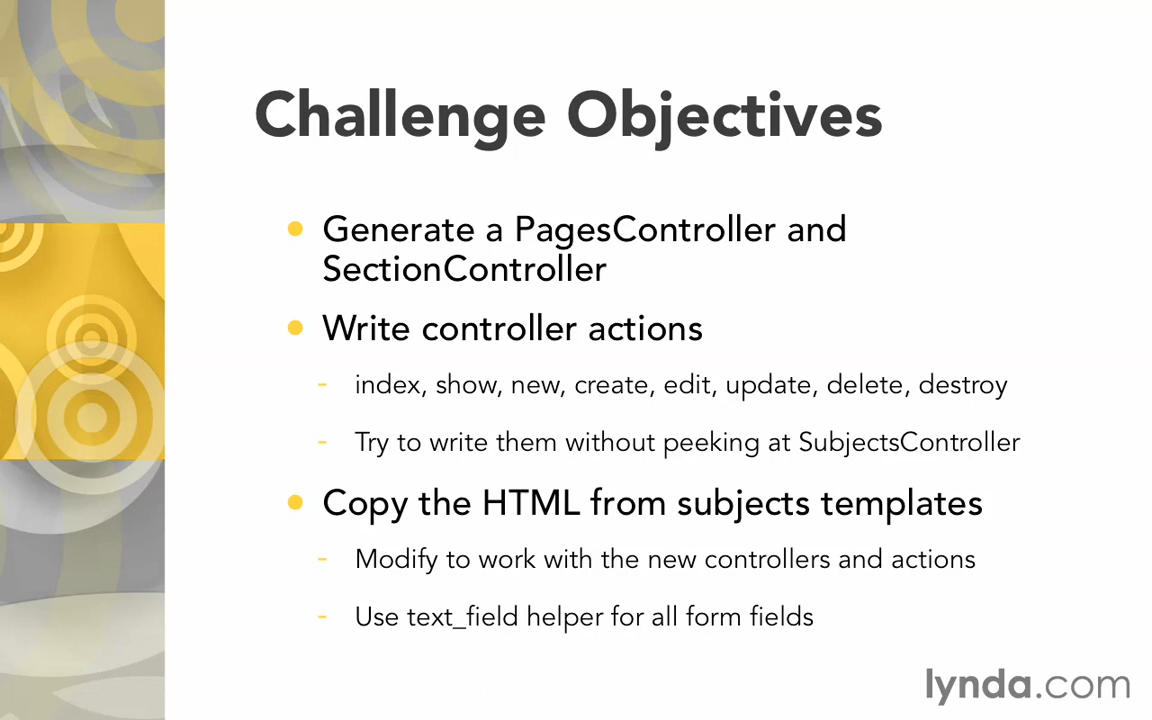 Challenge Objectives
Generate a PagesController and
SectionController
Write controller actions
- index, show, new, create, edit, update, delete, destroy
- Try to write them without peeking at SubjectsController
Copy the HTML from subjects templates
- Modify to work with the new controllers and actions
- Use text_field helper for all form fields
lynda.com